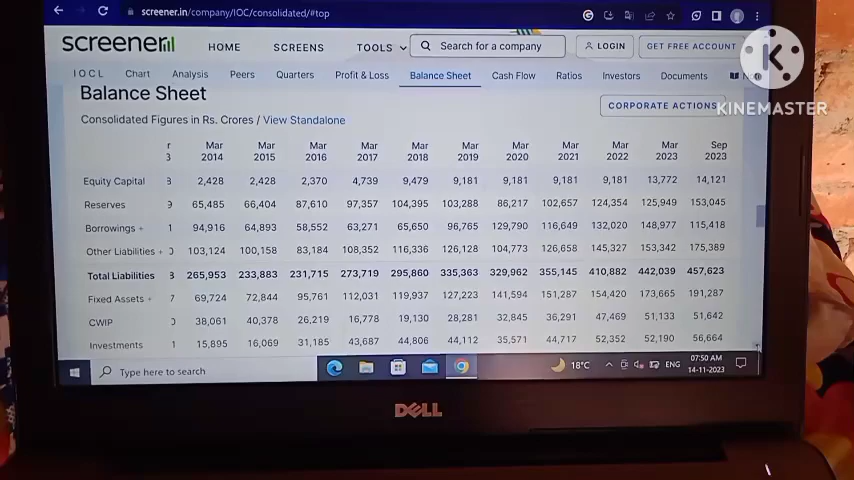 screener.in/company/IOC/consolidated/#top
screener HOME SCREENS TOOLS Search for a company LOGIN GET FREE ACCOUNT
IOCL Chart Analysis Peers Quarters Profit & Loss Balance Sheet Cash Flow Ratios Investors Documents
KINEMASTER
Balance Sheet
CORPORATE ACTIONS
Consolidated Figures in Rs. Crores / View Standalone
r Mar Mar Mar Mar Mar Mar Mar Mar Mar Mar Sep
3 2014 2015 2016 2017 2018 2019 2020 2021 2022 2023 2023
Equity Capital 3 2,428 2,428 2,370 4,739 9,479 9,181 9,181 9,181 9,181 13,772 14,121
Reserves 9 65,485 66,404 87,610 97,357 104,395 103,288 86,217 102,657 124,354 125,949 153,045
Borrowings + 1 94,916 64,893 58,552 63,271 65,650 96,765 129,790 116,649 132,020 148,977 115,418
Other Liabilities + 0 103,124 100,158 83,184 108,352 116,336 126,128 104,773 126,658 145,327 153,342 175,389
Total Liabilities 3 265,953 233,883 231,715 273,719 295,860 335,363 329,962 355,145 410,882 442,039 457,623
Fixed Assets + 7 69,724 72,844 95,761 112,031 119,937 127,223 141,594 151,287 154,420 173,665 191,287
CWIP 0 38,061 40,378 26,219 16,778 19,130 28,281 32,845 36,291 47,469 51,133 51,642
Investments 1 15,895 16,069 31,185 43,687 44,806 44,112 35,571 44,717 52,352 52,190 56,664
Type here to search 18°C ENG 07:50 AM
14-11-2023
DELL